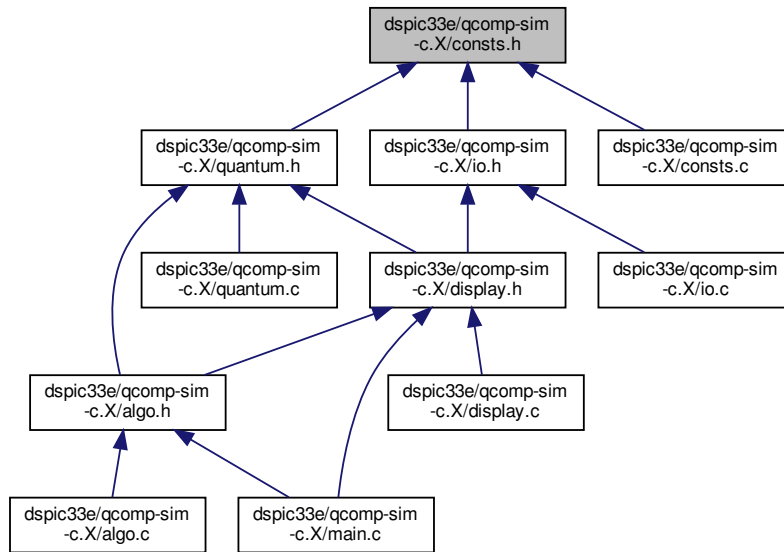 dspic33e/qcomp-sim
-c.X/consts.h
dspic33e/qcomp-sim
-c.X/quantum.h
dspic33e/qcomp-sim
-c.X/io.h
dspic33e/qcomp-sim
-c.X/consts.c
dspic33e/qcomp-sim
-c.X/quantum.c
dspic33e/qcomp-sim
-c.X/display.h
dspic33e/qcomp-sim
-c.X/io.c
dspic33e/qcomp-sim
-c.X/algo.h
dspic33e/qcomp-sim
-c.X/display.c
dspic33e/qcomp-sim
-c.X/algo.c
dspic33e/qcomp-sim
-c.X/main.c